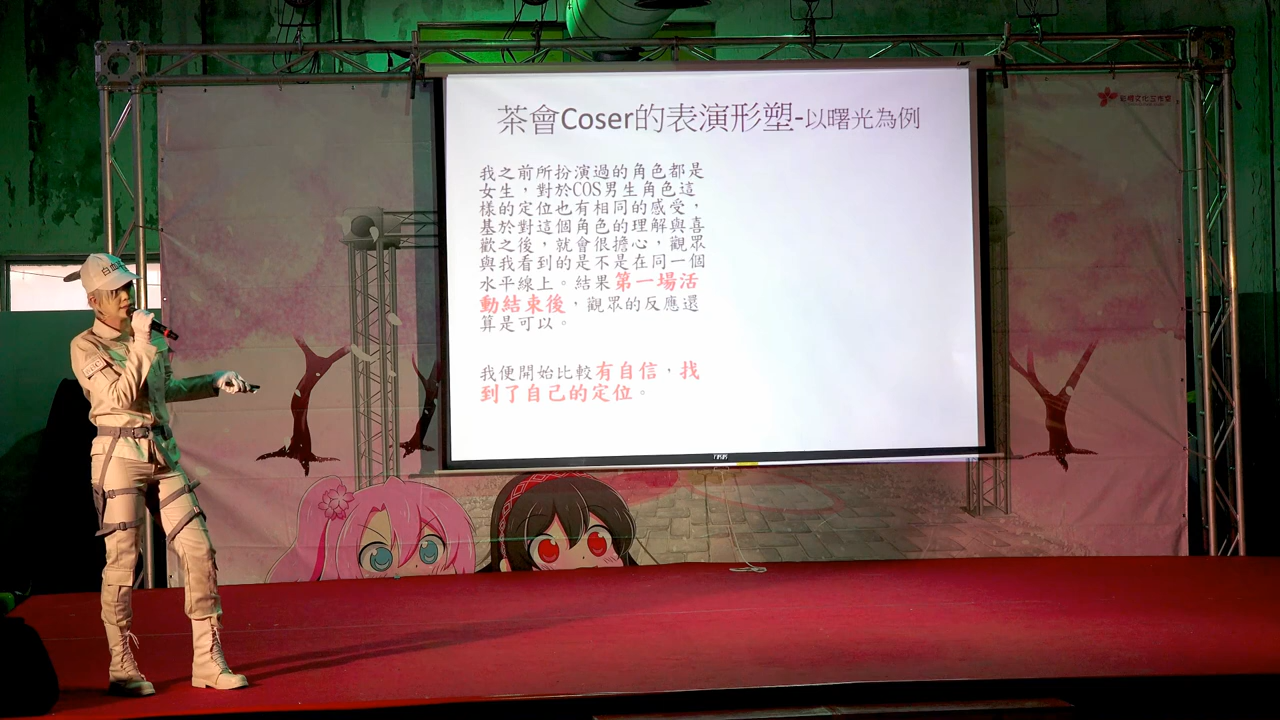 茶會Coser的表演形塑-以曙光為例
我之前所扮演過的角色都是
女生，對於COS男生角色這
樣的定位也有相同的感受，
基於對這個角色的理解與喜
歡之後，就會很擔心，觀眾
與我看到的是不是在同一個
水平線上。結果第一場活
動結束後，觀眾的反應還
算是可以。
我便開始比較有自信，找
到了自己的定位。
白血球